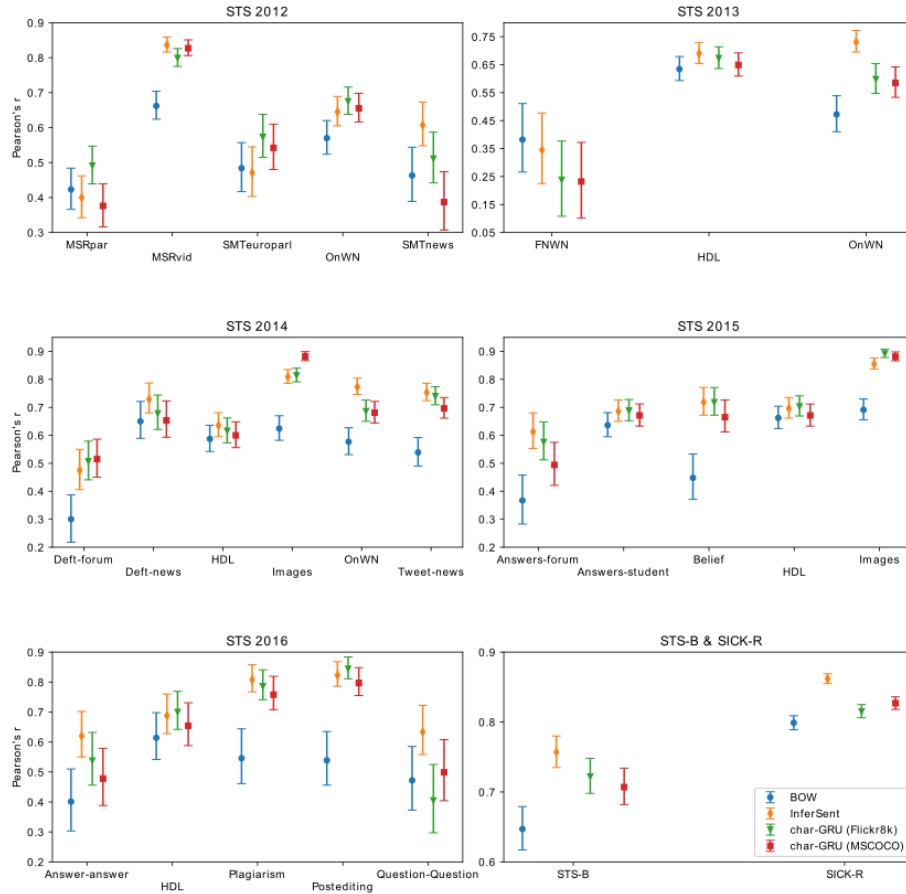 STS 2012
Pearson's r
0.9
0.8
0.7
0.6
0.5
0.4
0.3
MSRpar
MSRvid
SMTeuroparl
OnWN
SMTnews
STS 2013
0.75
0.65
0.55
0.45
0.35
0.25
0.15
0.05
FNWN
HDL
OnWN
STS 2014
Pearson's r
0.9
0.8
0.7
0.6
0.5
0.4
0.3
0.2
Deft-forum
Deft-news
HDL
Images
OnWN
Tweet-news
STS 2015
0.9
0.8
0.7
0.6
0.5
0.4
0.3
0.2
Answers-forum
Answers-student
Belief
HDL
Images
STS 2016
Pearson's r
0.9
0.8
0.7
0.6
0.5
0.4
0.3
0.2
Answer-answer
HDL
Plagiarism
Postediting
Question-Question
STS-B & SICK-R
0.9
0.8
0.7
0.6
STS-B
SICK-R
BOW
InferSent
char-GRU (Flickr8k)
char-GRU (MSCOCO)